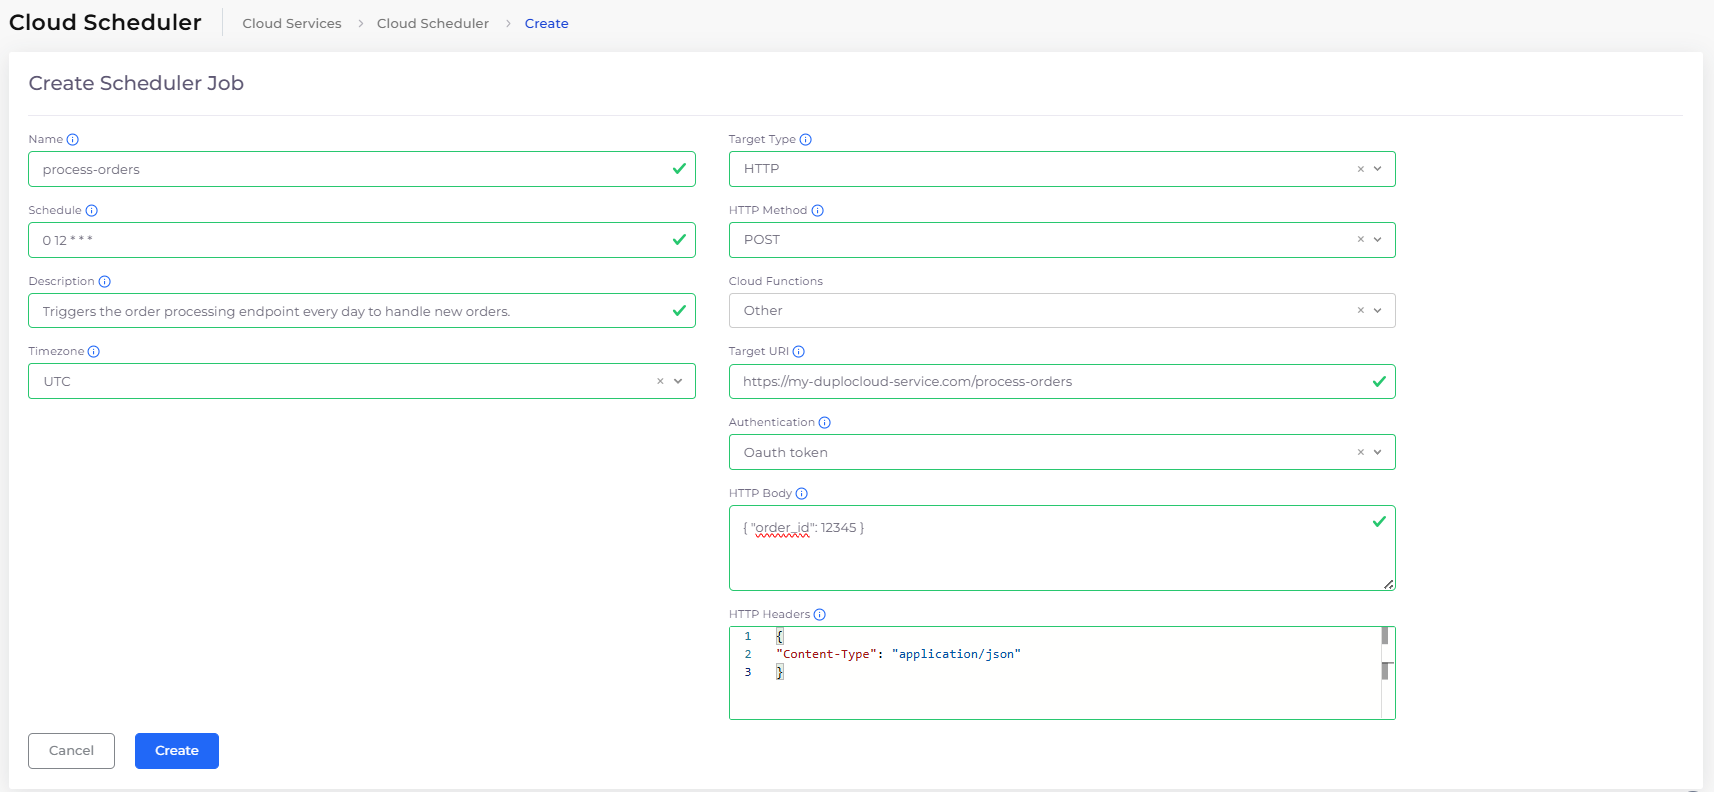 Cloud Scheduler
Cloud Services > Cloud Scheduler > Create
Create Scheduler Job
Name
process-orders
Schedule
0 12 * * *
Description
Triggers the order processing endpoint every day to handle new orders.
Timezone
UTC
Target Type
HTTP
HTTP Method
POST
Cloud Functions
Other
Target URI
https://my-duplocloud-service.com/process-orders
Authentication
Oauth token
HTTP Body
{ "order_id": 12345 }
HTTP Headers
1 {
2 "Content-Type": "application/json"
3 }
Cancel
Create